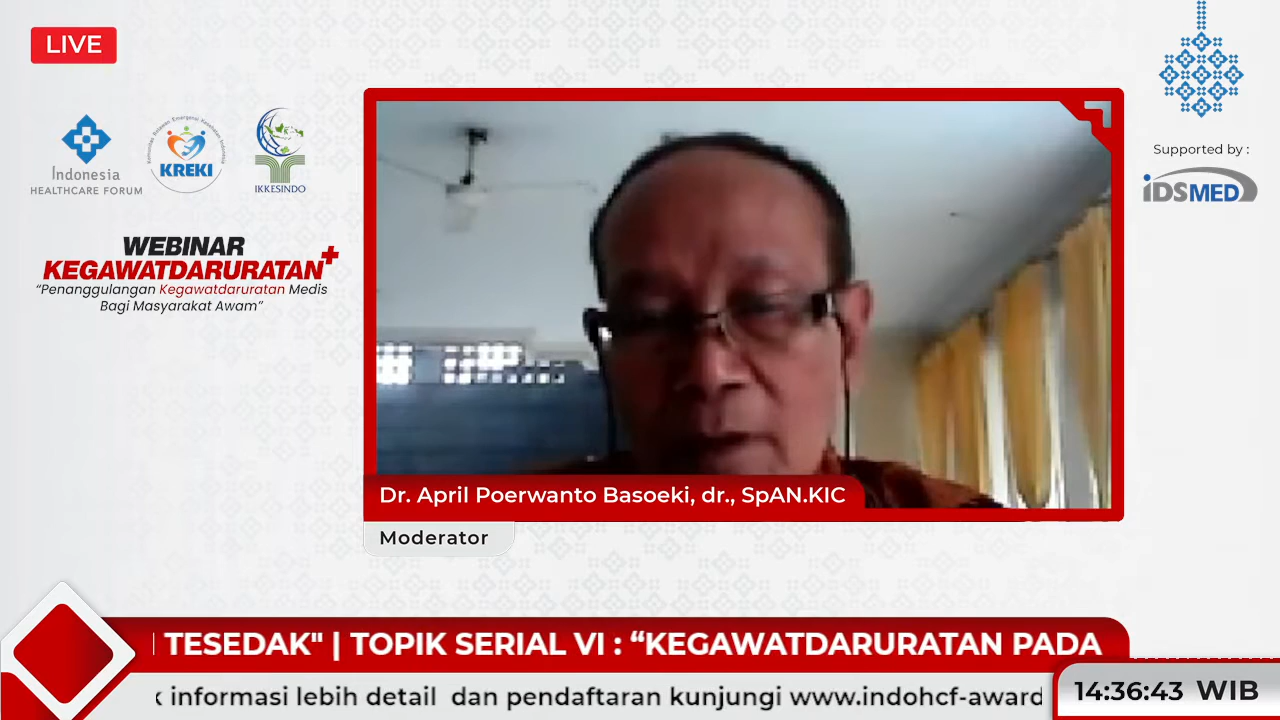 LIVE
Indonesia
HEALTHCARE FORUM
KREKI
IKKESINDO
WEBINAR
KEGAWATDARURATAN
“Penanggulangan Kegawatdaruratan Medis
Bagi Masyarakat Awam”
Supported by :
iDSMED
Dr. April Poerwanto Basoeki, dr., SpAN.KIC
Moderator
TESEDAK" | TOPIK SERIAL VI : “KEGAWATDARURATAN PADA
informasi lebih detail dan pendaftaran kunjungi www.indohcf-award
14:36:43 WIB